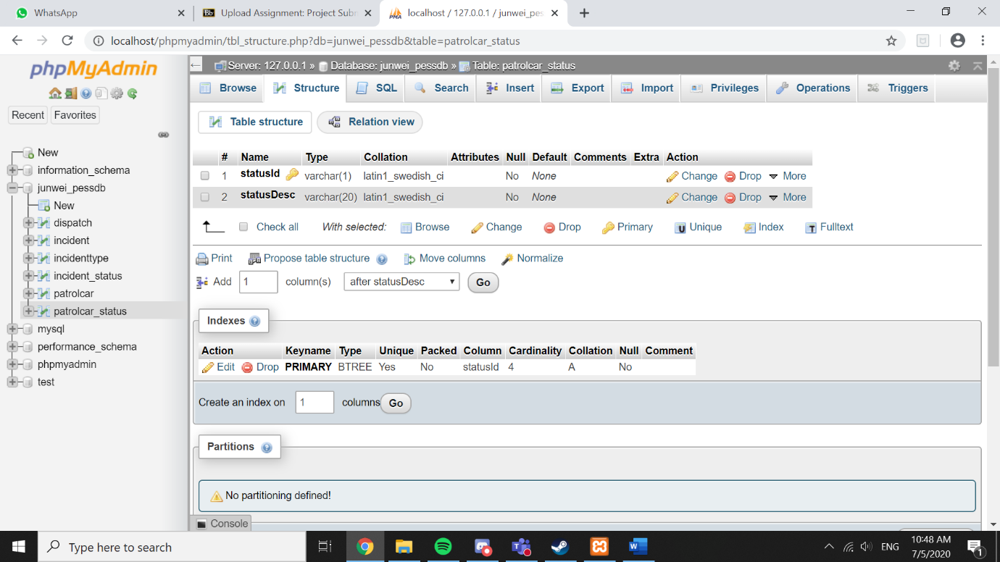 WhatsApp
Bb Upload Assignment: Project Subm
PMA localhost / 127.0.0.1 / junwei_pes
localhost/phpmyadmin/tbl_structure.php?db=junwei_pessdb&table=patrolcar_status
phpMyAdmin
Recent Favorites
New
information_schema
junwei_pessdb
New
dispatch
incident
incidenttype
incident_status
patrolcar
patrolcar_status
mysql
performance_schema
phpmyadmin
test
Server: 127.0.0.1 » Database: junwei_pessdb » Table: patrolcar_status
Browse Structure SQL Search Insert Export Import Privileges Operations Triggers
Table structure Relation view
# Name Type Collation Attributes Null Default Comments Extra Action
1 statusId varchar(1) latin1_swedish_ci No None Change Drop More
2 statusDesc varchar(20) latin1_swedish_ci No None Change Drop More
Check all With selected: Browse Change Drop Primary Unique Index Fulltext
Print Propose table structure Move columns Normalize
Add 1 column(s) after statusDesc Go
Indexes
Action Keyname Type Unique Packed Column Cardinality Collation Null Comment
Edit Drop PRIMARY BTREE Yes No statusId 4 A No
Create an index on 1 columns Go
Partitions
No partitioning defined!
Console
Type here to search
ENG
10:48 AM
7/5/2020
1